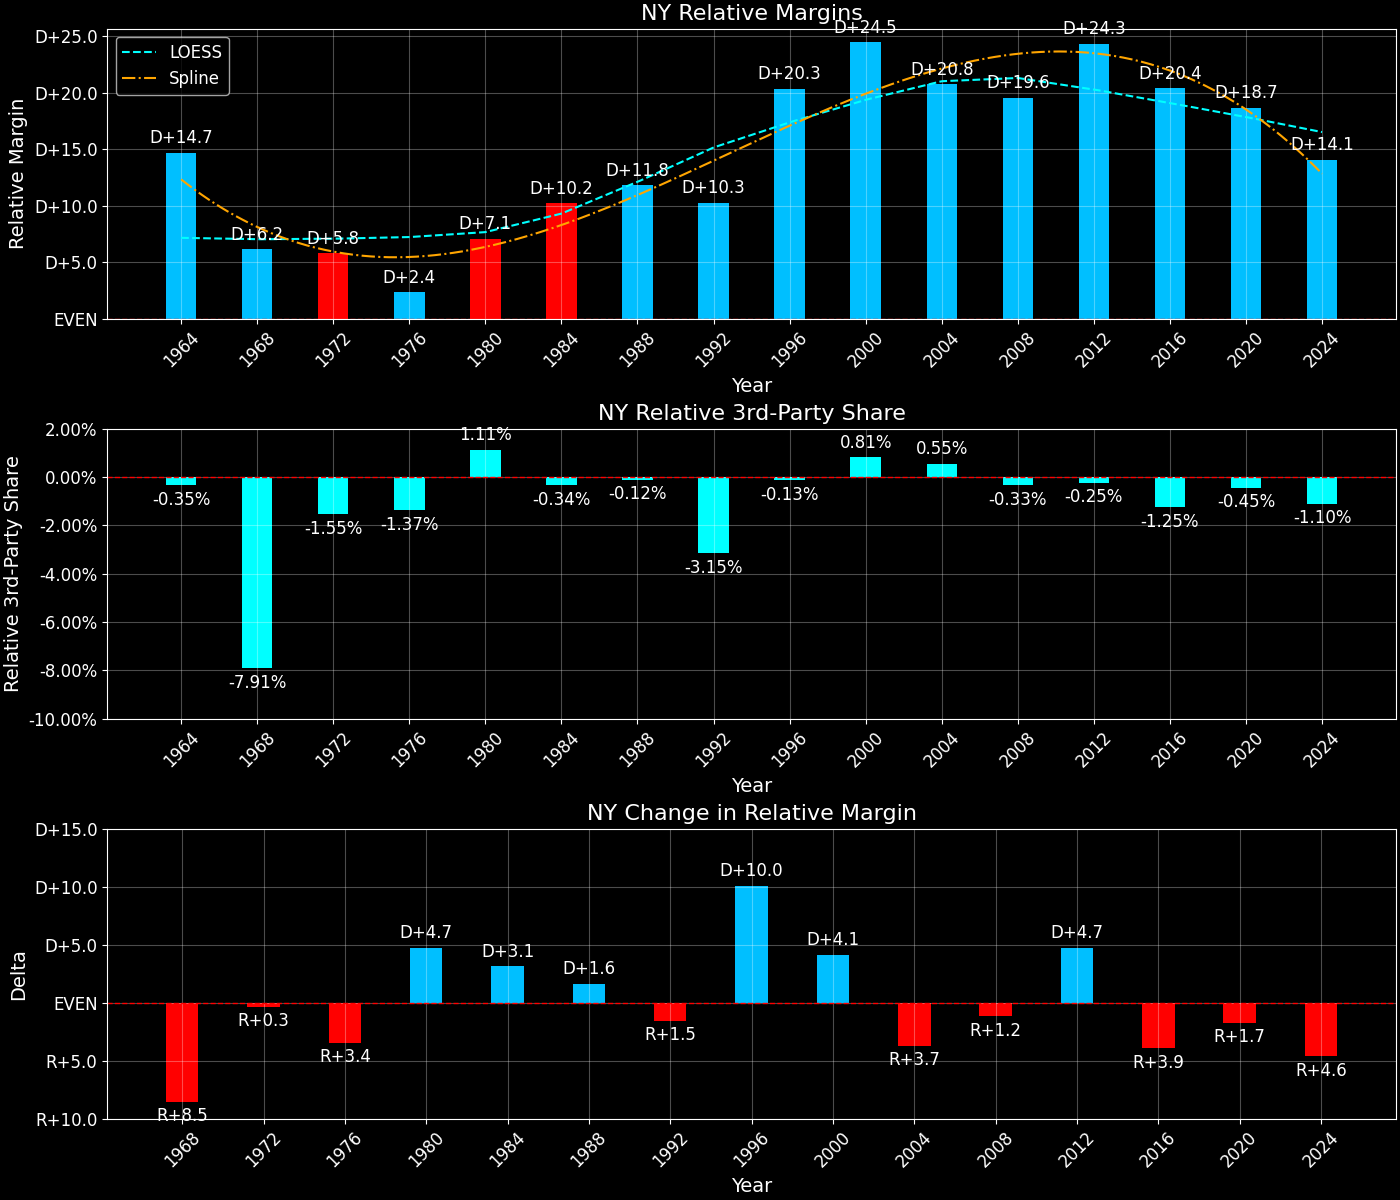 NY Relative Margins
Relative Margin
D+25.0
D+20.0
D+15.0
D+10.0
D+5.0
EVEN
LOESS
Spline
D+14.7
D+6.2
D+5.8
D+2.4
D+7.1
D+10.2
D+11.8
D+10.3
D+20.3
D+24.5
D+20.8
D+19.6
D+24.3
D+20.4
D+18.7
D+14.1
1964
1968
1972
1976
1980
1984
1988
1992
1996
2000
2004
2008
2012
2016
2020
2024
Year
NY Relative 3rd-Party Share
Relative 3rd-Party Share
2.00%
0.00%
-2.00%
-4.00%
-6.00%
-8.00%
-10.00%
-0.35%
-7.91%
-1.55%
-1.37%
1.11%
-0.34%
-0.12%
-3.15%
-0.13%
0.81%
0.55%
-0.33%
-0.25%
-1.25%
-0.45%
-1.10%
1964
1968
1972
1976
1980
1984
1988
1992
1996
2000
2004
2008
2012
2016
2020
2024
Year
NY Change in Relative Margin
Delta
D+15.0
D+10.0
D+5.0
EVEN
R+5.0
R+10.0
R+8.5
R+0.3
R+3.4
D+4.7
D+3.1
D+1.6
R+1.5
D+10.0
D+4.1
R+3.7
R+1.2
D+4.7
R+3.9
R+1.7
R+4.6
1968
1972
1976
1980
1984
1988
1992
1996
2000
2004
2008
2012
2016
2020
2024
Year